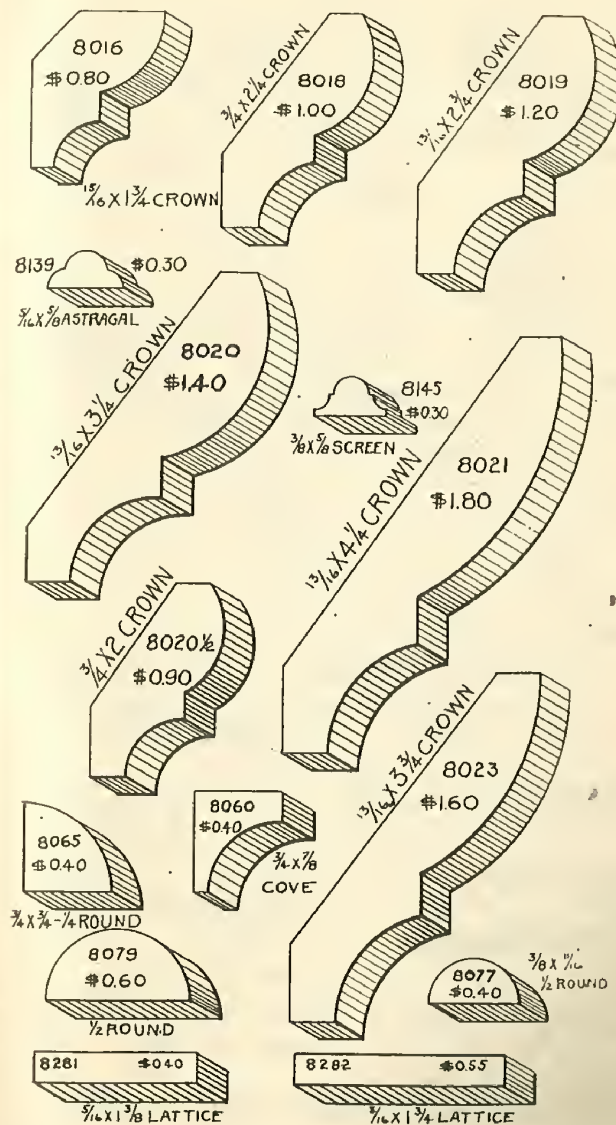 8016
$0.80
15/16 X 1 3/4 CROWN
3/4 X 2 1/4 CROWN
8018
$1.00
13/16 X 2 3/4 CROWN
8019
$1.20
8139 $0.30
5/16 X 5/8 ASTRAGAL
13/16 X 3 1/4 CROWN
8020
$1.40
8145
$0.30
3/8 X 5/8 SCREEN
13/16 X 4 1/4 CROWN
8021
$1.80
3/4 X 2 CROWN
8020 1/2
$0.90
13/16 X 3 3/4 CROWN
8023
$1.60
8065
$0.40
3/4 X 3/4 - 1/4 ROUND
8060
$0.40
3/4 X 7/8
COVE
8079
$0.60
1/2 ROUND
8077
$0.40
3/8 X 11/16
1/2 ROUND
8281 $0.40
5/16 X 1 3/8 LATTICE
8282 $0.55
5/16 X 1 3/4 LATTICE